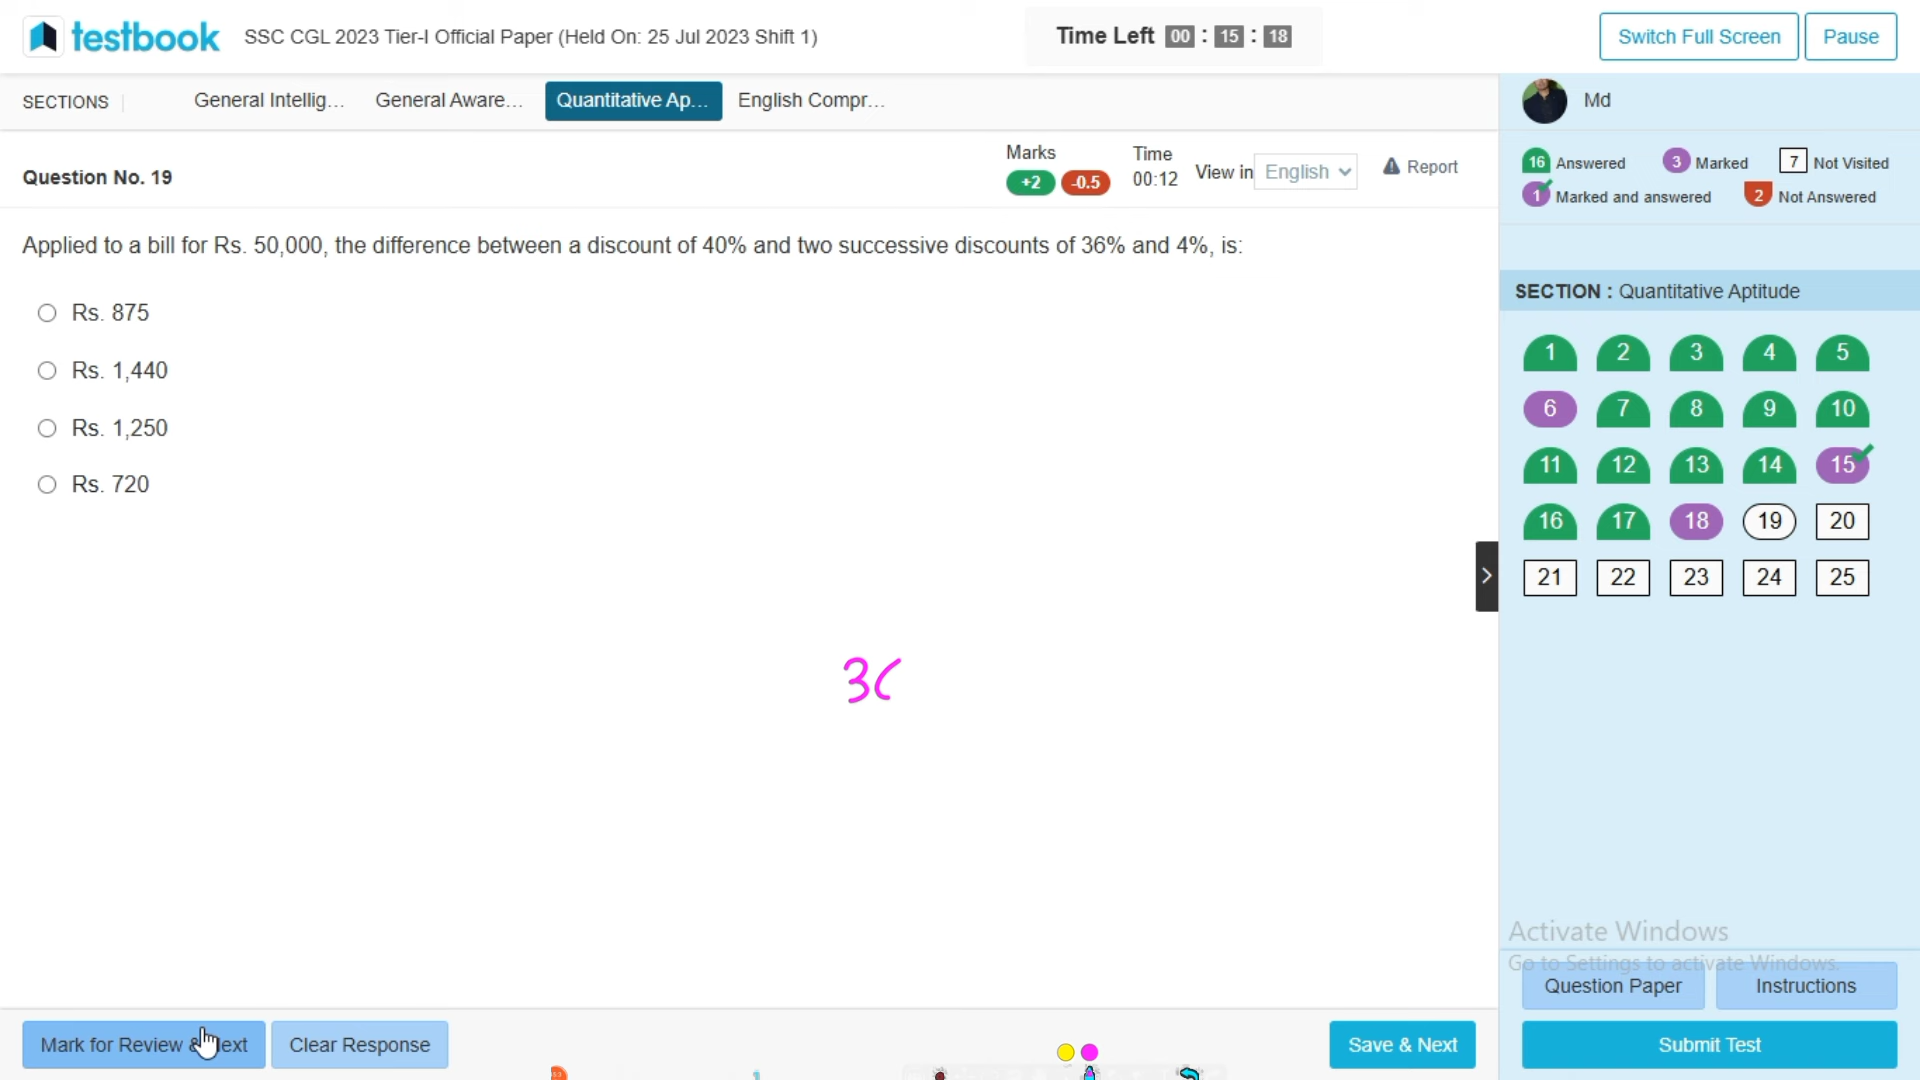 testbook SSC CGL 2023 Tier-I Official Paper (Held On: 25 Jul 2023 Shift 1) Time Left 00 : 15 : 18 Switch Full Screen Pause
SECTIONS General Intellig... General Aware... Quantitative Ap... English Compr... Md
Question No. 19 Marks +2 -0.5 Time 00:12 View in English Report
16 Answered 3 Marked 7 Not Visited
1 Marked and answered 2 Not Answered
Applied to a bill for Rs. 50,000, the difference between a discount of 40% and two successive discounts of 36% and 4%, is:
Rs. 875
Rs. 1,440
Rs. 1,250
Rs. 720
SECTION : Quantitative Aptitude
1 2 3 4 5
6 7 8 9 10
11 12 13 14 15
16 17 18 19 20
21 22 23 24 25
Activate Windows
Go to Settings to activate Windows.
Question Paper Instructions
Mark for Review & Next Clear Response Save & Next Submit Test